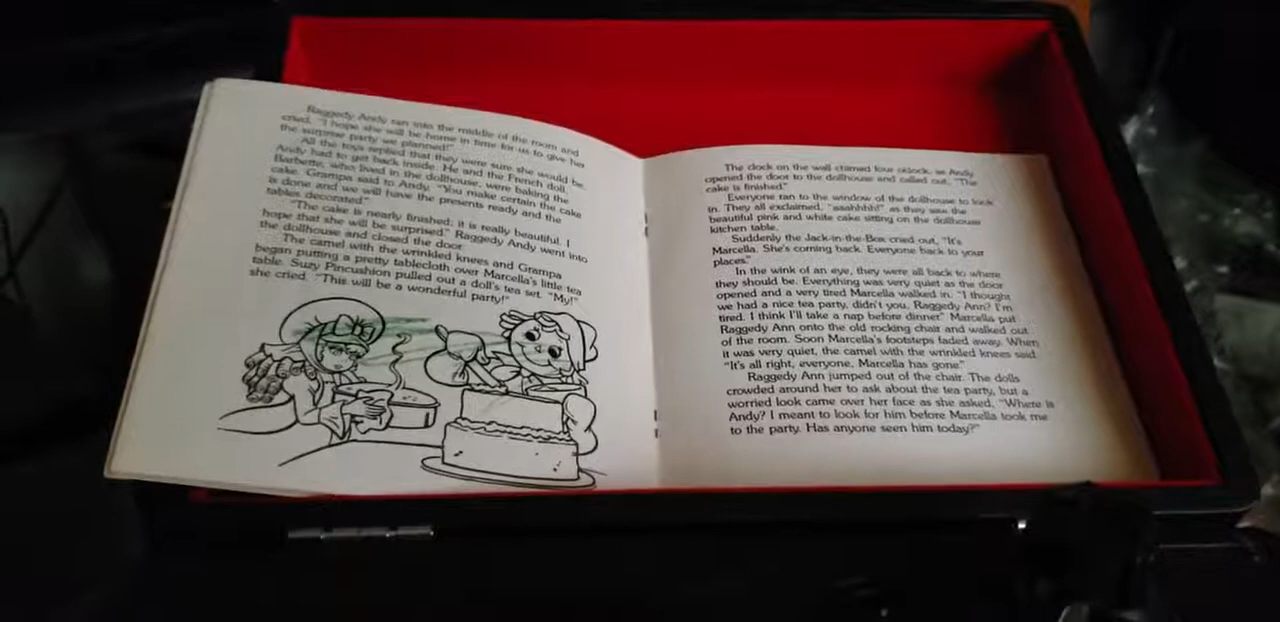 Raggedy Andy ran into the middle of the room and
cried, "I hope she will be home in time for us to give her
the surprise party we planned!"
All the toys replied that they were sure she would be.
Andy had to get back inside. He and the French doll,
Barbette, who lived in the dollhouse, were baking the
cake. Grampa said to Andy, "You make certain the cake
is done and we will have the presents ready and the
tables decorated."
"The cake is nearly finished; it is really beautiful. I
hope that she will be surprised." Raggedy Andy went into
the dollhouse and closed the door.
The camel with the wrinkled knees and Grampa
began putting a pretty tablecloth over Marcella's little tea
table. Suzy Pincushion pulled out a doll's tea set. "My!"
she cried. "This will be a wonderful party!"
The clock on the wall chimed four o'clock, as Andy
opened the door to the dollhouse and called out, "The
cake is finished!"
Everyone ran to the window of the dollhouse to look
in. They all exclaimed, "aaahhhh!" as they saw the
beautiful pink and white cake sitting on the dollhouse
kitchen table.
Suddenly the Jack-in-the-Box cried out, "It's
Marcella. She's coming back. Everyone back to your
places."
In the wink of an eye, they were all back to where
they should be. Everything was very quiet as the door
opened and a very tired Marcella walked in. "I thought
we had a nice tea party, didn't you, Raggedy Ann? I'm
tired. I think I'll take a nap before dinner." Marcella put
Raggedy Ann onto the old rocking chair and walked out
of the room. Soon Marcella's footsteps faded away. When
it was very quiet, the camel with the wrinkled knees said,
"It's all right, everyone, Marcella has gone."
Raggedy Ann jumped out of the chair. The dolls
crowded around her to ask about the tea party, but a
worried look came over her face as she asked, "Where is
Andy? I meant to look for him before Marcella took me
to the party. Has anyone seen him today?"